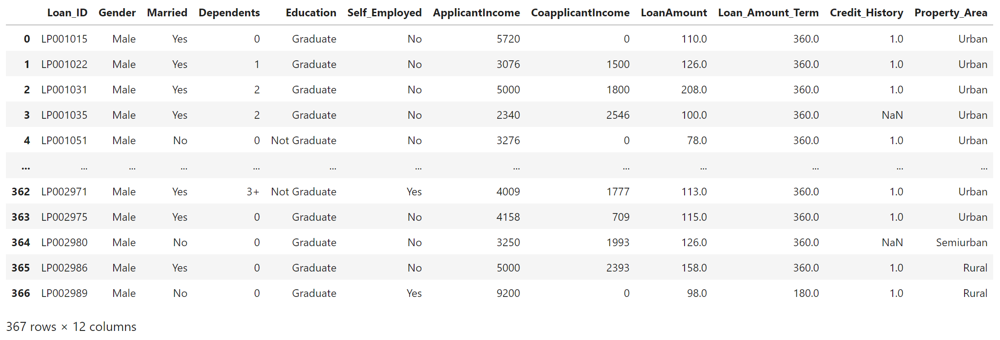 Loan_ID Gender Married Dependents Education Self_Employed ApplicantIncome CoapplicantIncome LoanAmount Loan_Amount_Term Credit_History Property_Area
0 LP001015 Male Yes 0 Graduate No 5720 0 110.0 360.0 1.0 Urban
1 LP001022 Male Yes 1 Graduate No 3076 1500 126.0 360.0 1.0 Urban
2 LP001031 Male Yes 2 Graduate No 5000 1800 208.0 360.0 1.0 Urban
3 LP001035 Male Yes 2 Graduate No 2340 2546 100.0 360.0 NaN Urban
4 LP001051 Male No 0 Not Graduate No 3276 0 78.0 360.0 1.0 Urban
... ... ... ... ... ... ... ... ... ... ... ... ...
362 LP002971 Male Yes 3+ Not Graduate Yes 4009 1777 113.0 360.0 1.0 Urban
363 LP002975 Male Yes 0 Graduate No 4158 709 115.0 360.0 1.0 Urban
364 LP002980 Male No 0 Graduate No 3250 1993 126.0 360.0 NaN Semiurban
365 LP002986 Male Yes 0 Graduate No 5000 2393 158.0 360.0 1.0 Rural
366 LP002989 Male No 0 Graduate Yes 9200 0 98.0 180.0 1.0 Rural
367 rows × 12 columns